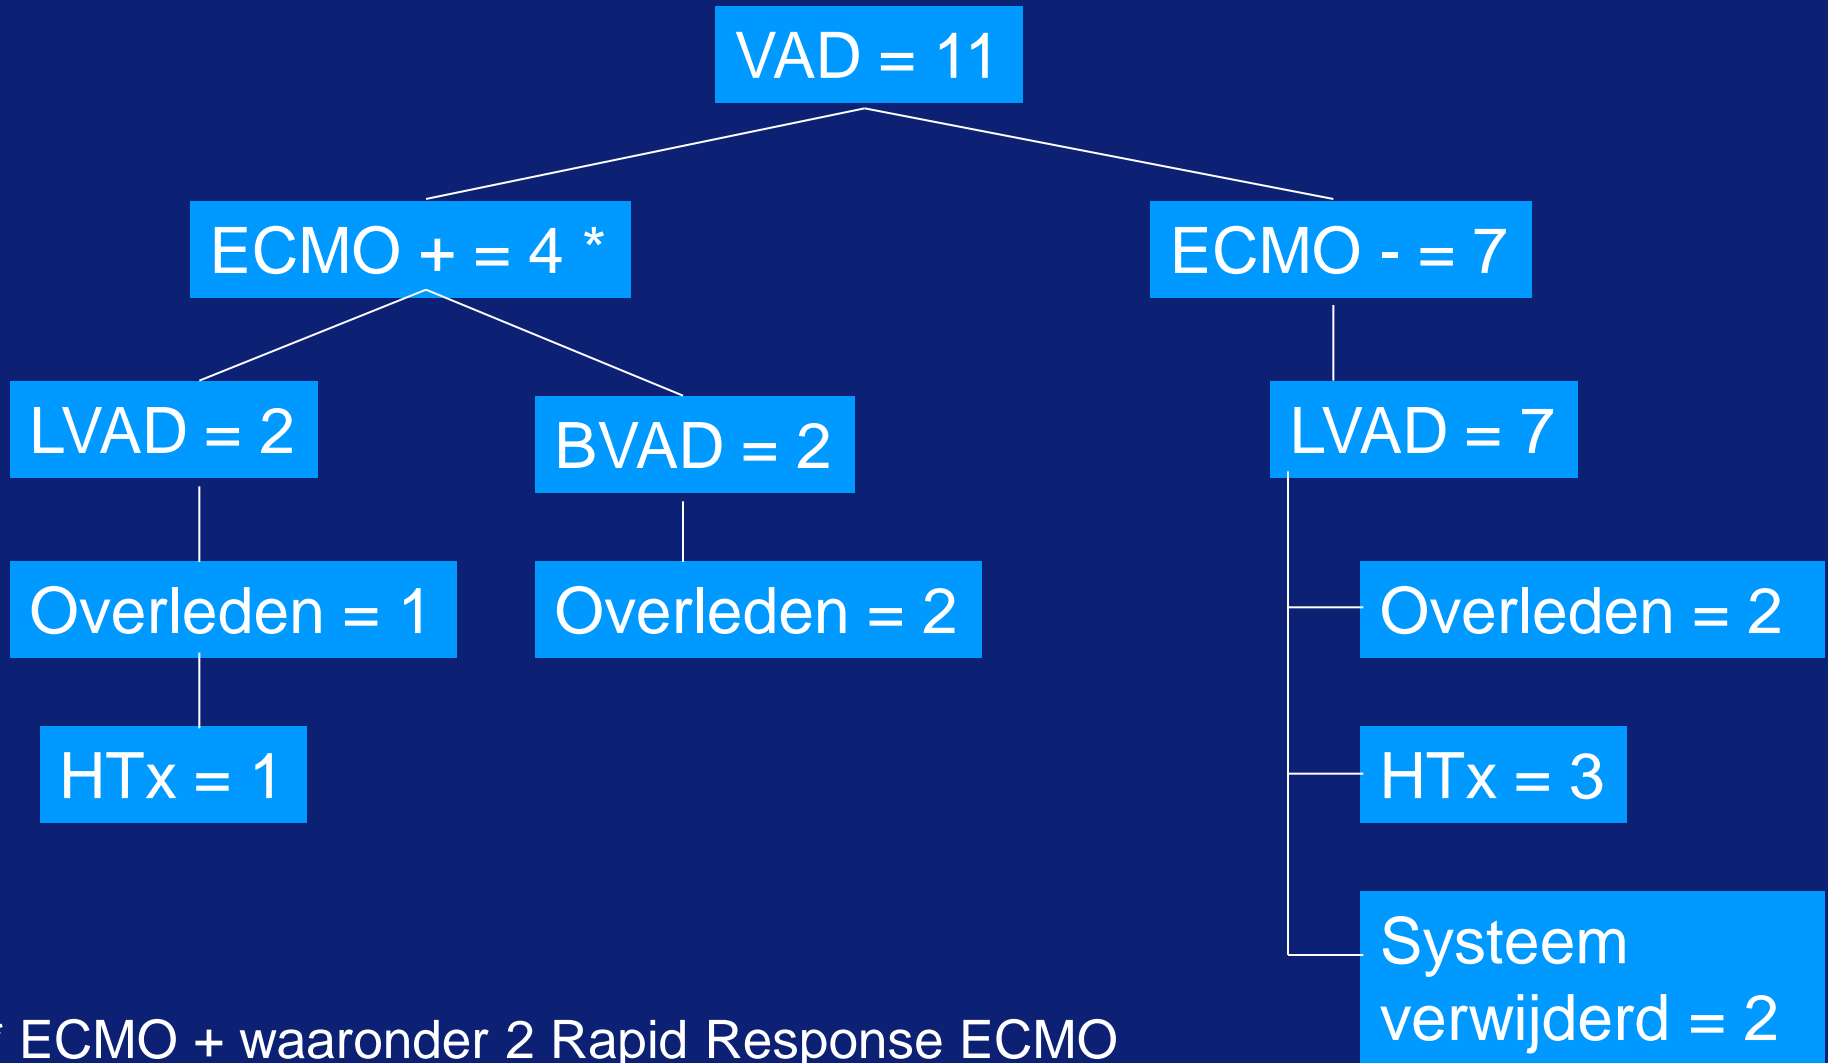 VAD = 11
ECMO + = 4 *
ECMO - = 7
LVAD = 2
BVAD = 2
LVAD = 7
Overleden = 1
Overleden = 2
Overleden = 2
HTx = 1
HTx = 3
Systeem
verwijderd = 2
* ECMO + waaronder 2 Rapid Response ECMO